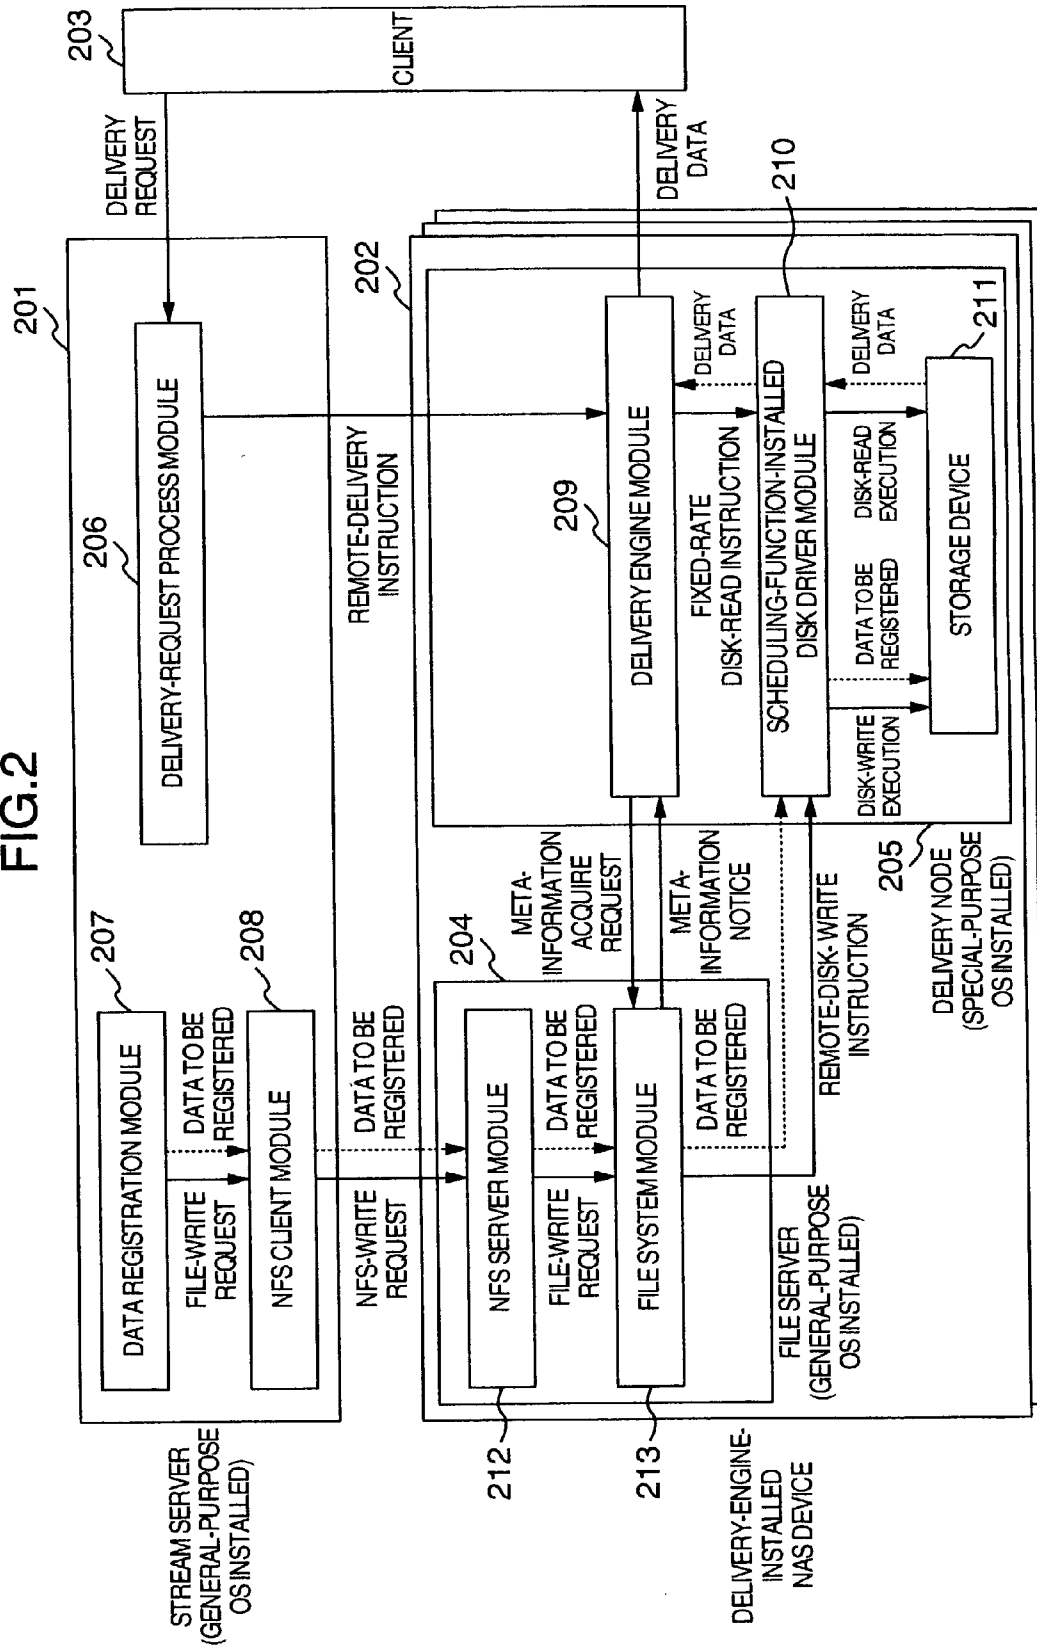 FIG.2
201
STREAM SERVER
(GENERAL-PURPOSE
OS INSTALLED)
207
DATA REGISTRATION MODULE
FILE-WRITE
REQUEST
DATA TO BE
REGISTERED
208
NFS CLIENT MODULE
206
DELIVERY-REQUEST PROCESS MODULE
DELIVERY
REQUEST
203
CLIENT
NFS-WRITE
REQUEST
DATA TO BE
REGISTERED
REMOTE-DELIVERY
INSTRUCTION
202
DELIVERY
DATA
DELIVERY-ENGINE-
INSTALLED
NAS DEVICE
204
212
NFS SERVER MODULE
FILE-WRITE
REQUEST
DATA TO BE
REGISTERED
213
FILE SYSTEM MODULE
DATA TO BE
REGISTERED
FILE SERVER
(GENERAL-PURPOSE
OS INSTALLED)
META-
INFORMATION
ACQUIRE
REQUEST
META-
INFORMATION
NOTICE
REMOTE-DISK-WRITE
INSTRUCTION
209
DELIVERY ENGINE MODULE
FIXED-RATE
DISK-READ INSTRUCTION
DELIVERY
DATA
210
SCHEDULING-FUNCTION-INSTALLED
DISK DRIVER MODULE
DISK-WRITE
EXECUTION
DATA TO BE
REGISTERED
DISK-READ
EXECUTION
DELIVERY
DATA
211
STORAGE DEVICE
205
DELIVERY NODE
(SPECIAL-PURPOSE
OS INSTALLED)